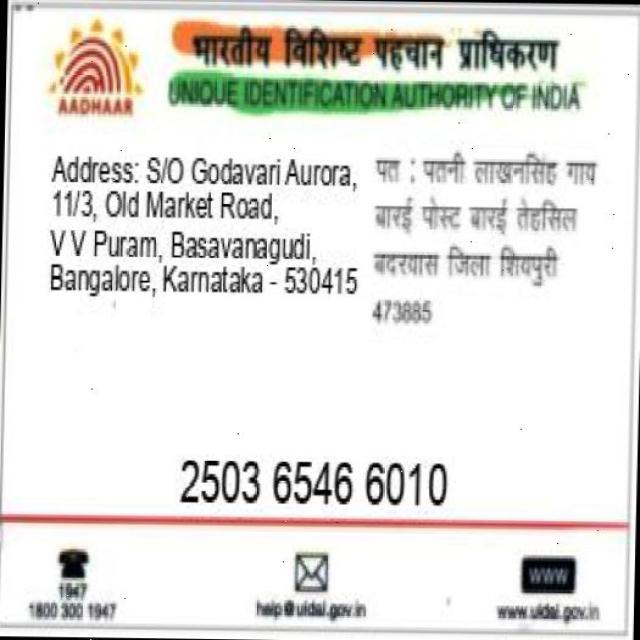 भारतीय विशिष्ट पहचान प्राधिकरण
AADHAAR
UNIQUE IDENTIFICATION AUTHORITY OF INDIA
Address: S/O Godavari Aurora,
11/3, Old Market Road,
V V Puram, Basavanagudi,
Bangalore, Karnataka - 530415
पत : पतनी लाखनसिंह गाय
बारई पोस्ट बारई तेहसिल
बदरवास जिला शिवपुरी
473885
2503 6546 6010
1947
1800 300 1947
help@uidai.gov.in
www
www.uidai.gov.in